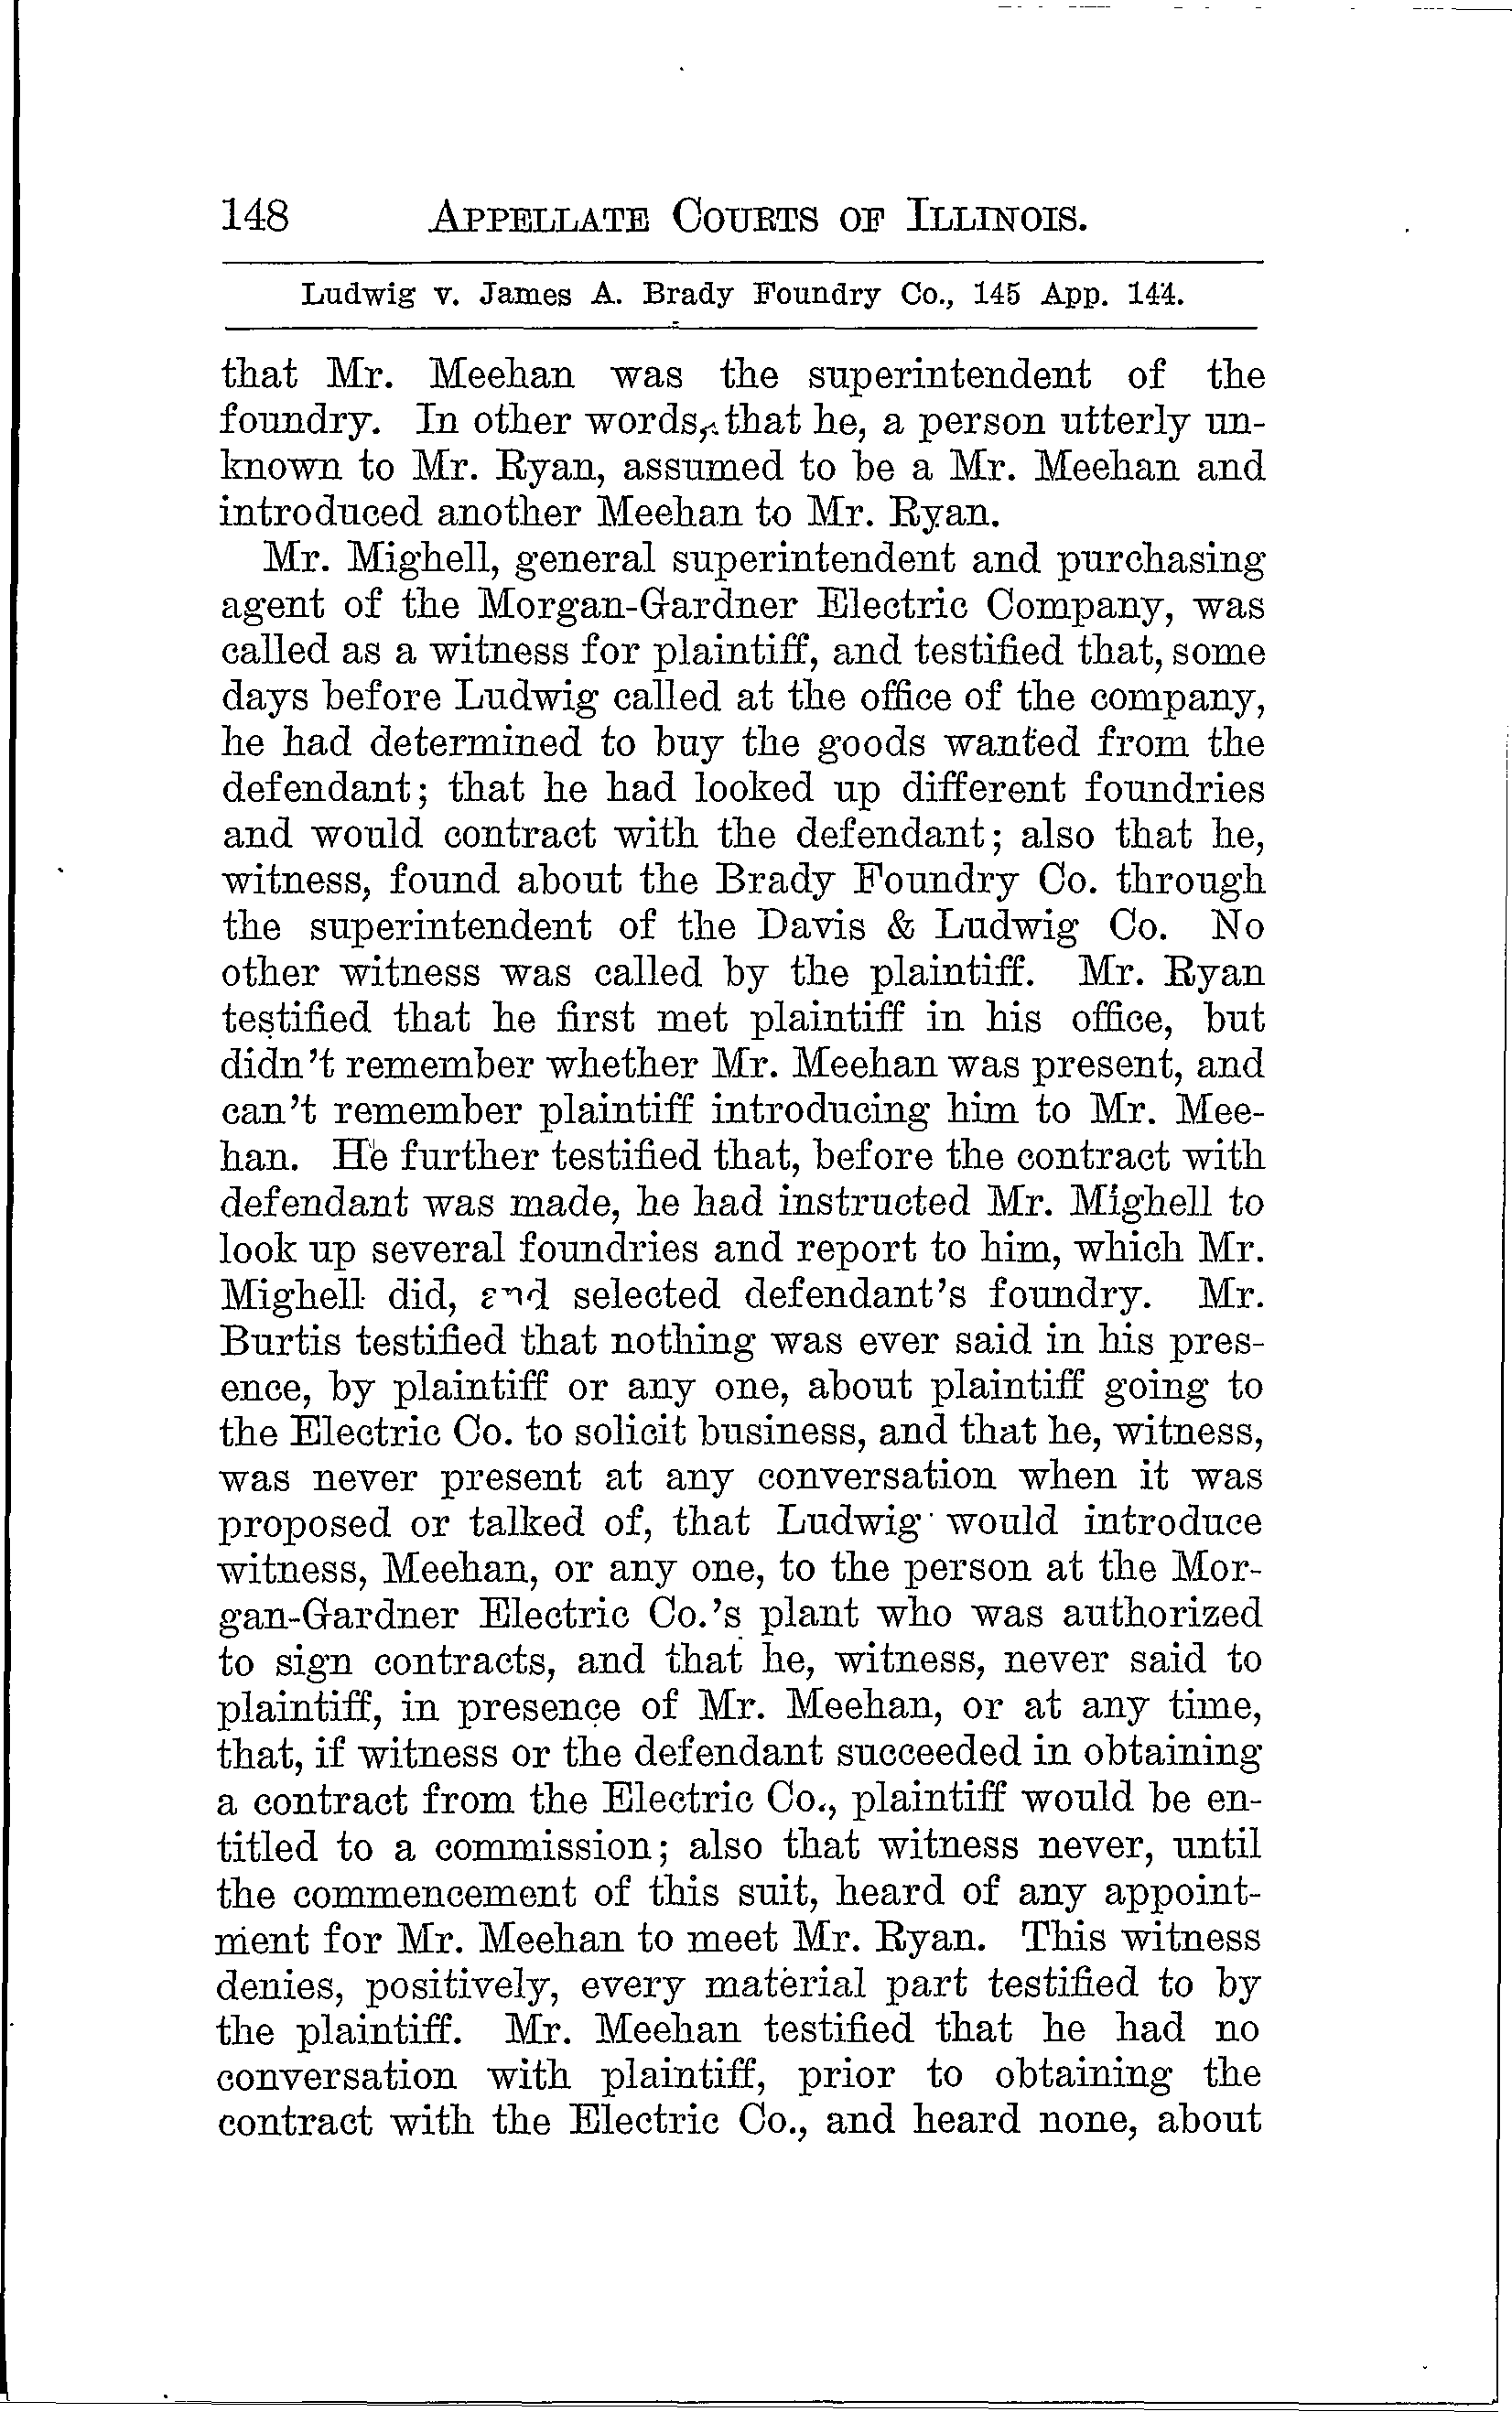 148 APPELLATE COURTS OF ILLINOIS.
Ludwig v. James A. Brady Foundry Co., 145 App. 144.
that Mr. Meehan was the superintendent of the
foundry. In other words, that he, a person utterly un-
known to Mr. Ryan, assumed to be a Mr. Meehan and
introduced another Meehan to Mr. Ryan.
Mr. Mighell, general superintendent and purchasing
agent of the Morgan-Gardner Electric Company, was
called as a witness for plaintiff, and testified that, some
days before Ludwig called at the office of the company,
he had determined to buy the goods wanted from the
defendant; that he had looked up different foundries
and would contract with the defendant; also that he,
witness, found about the Brady Foundry Co. through
the superintendent of the Davis & Ludwig Co. No
other witness was called by the plaintiff. Mr. Ryan
testified that he first met plaintiff in his office, but
didn't remember whether Mr. Meehan was present, and
can't remember plaintiff introducing him to Mr. Mee-
han. He further testified that, before the contract with
defendant was made, he had instructed Mr. Mighell to
look up several foundries and report to him, which Mr.
Mighell did, and selected defendant's foundry. Mr.
Burtis testified that nothing was ever said in his pres-
ence, by plaintiff or any one, about plaintiff going to
the Electric Co. to solicit business, and that he, witness,
was never present at any conversation when it was
proposed or talked of, that Ludwig would introduce
witness, Meehan, or any one, to the person at the Mor-
gan-Gardner Electric Co.'s plant who was authorized
to sign contracts, and that he, witness, never said to
plaintiff, in presence of Mr. Meehan, or at any time,
that, if witness or the defendant succeeded in obtaining
a contract from the Electric Co., plaintiff would be en-
titled to a commission; also that witness never, until
the commencement of this suit, heard of any appoint-
ment for Mr. Meehan to meet Mr. Ryan. This witness
denies, positively, every material part testified to by
the plaintiff. Mr. Meehan testified that he had no
conversation with plaintiff, prior to obtaining the
contract with the Electric Co., and heard none, about